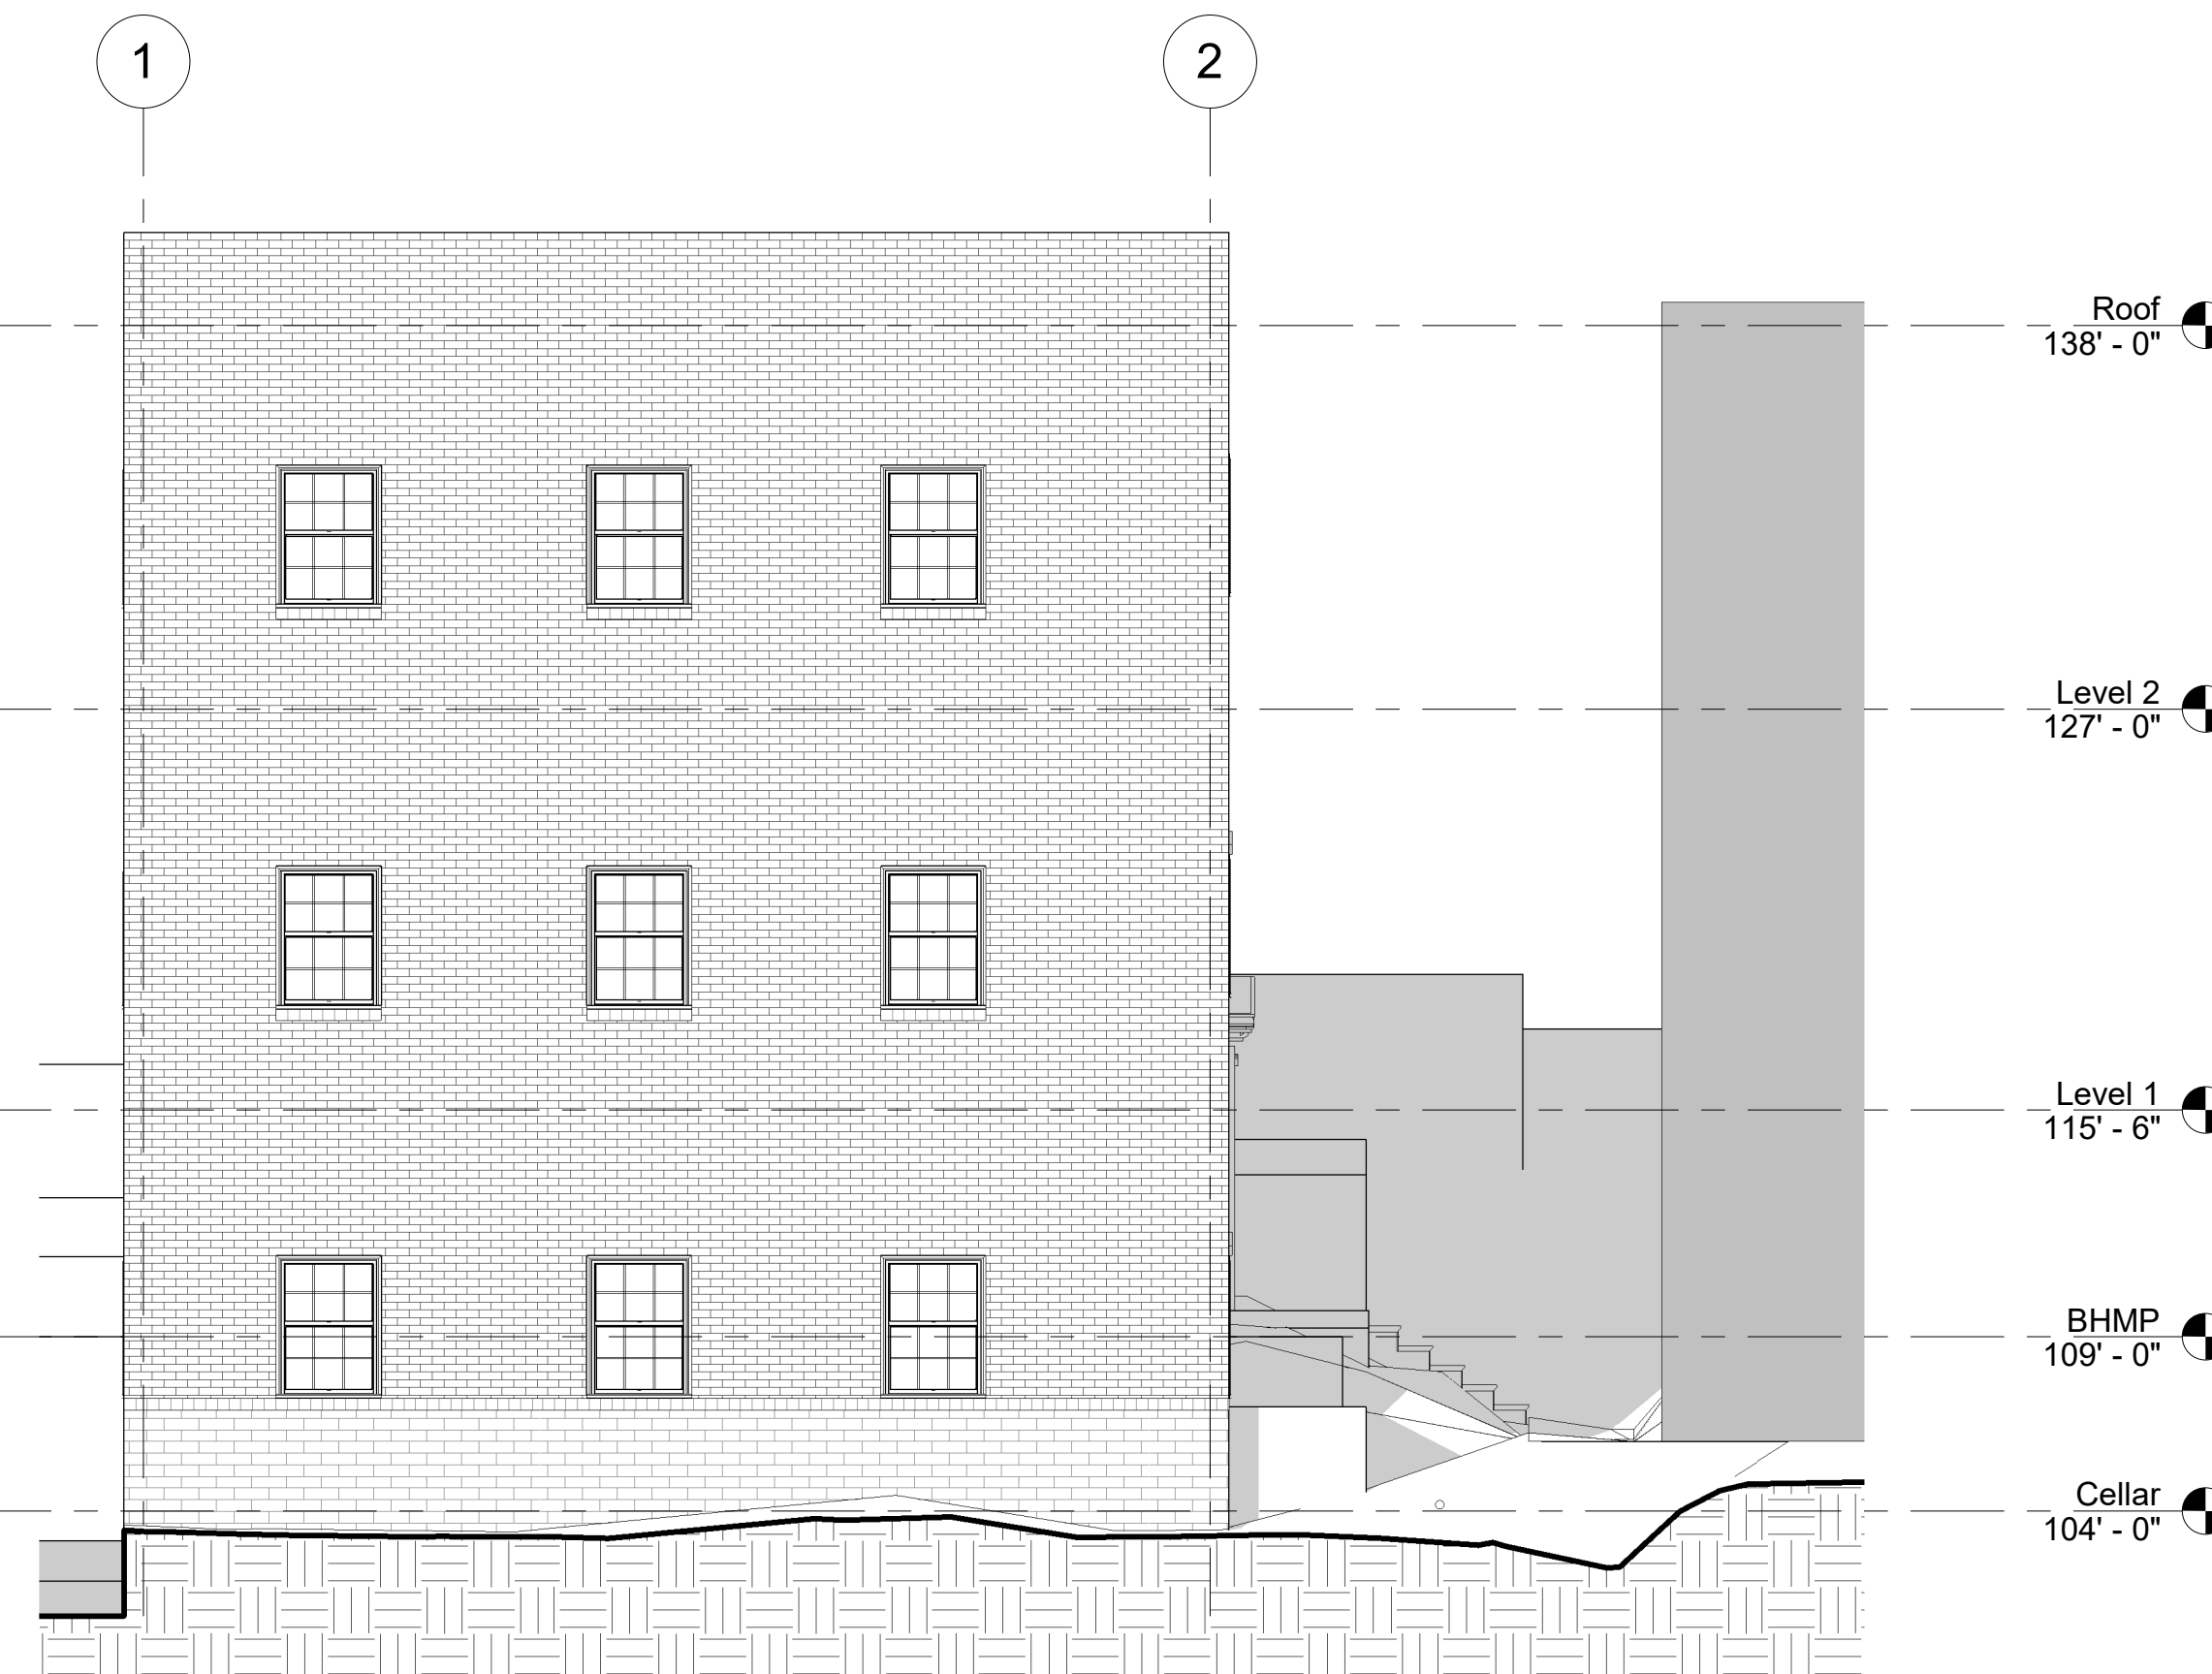 1
2
Roof
138' - 0"
Level 2
127' - 0"
Level 1
115' - 6"
BHMP
109' - 0"
Cellar
104' - 0"